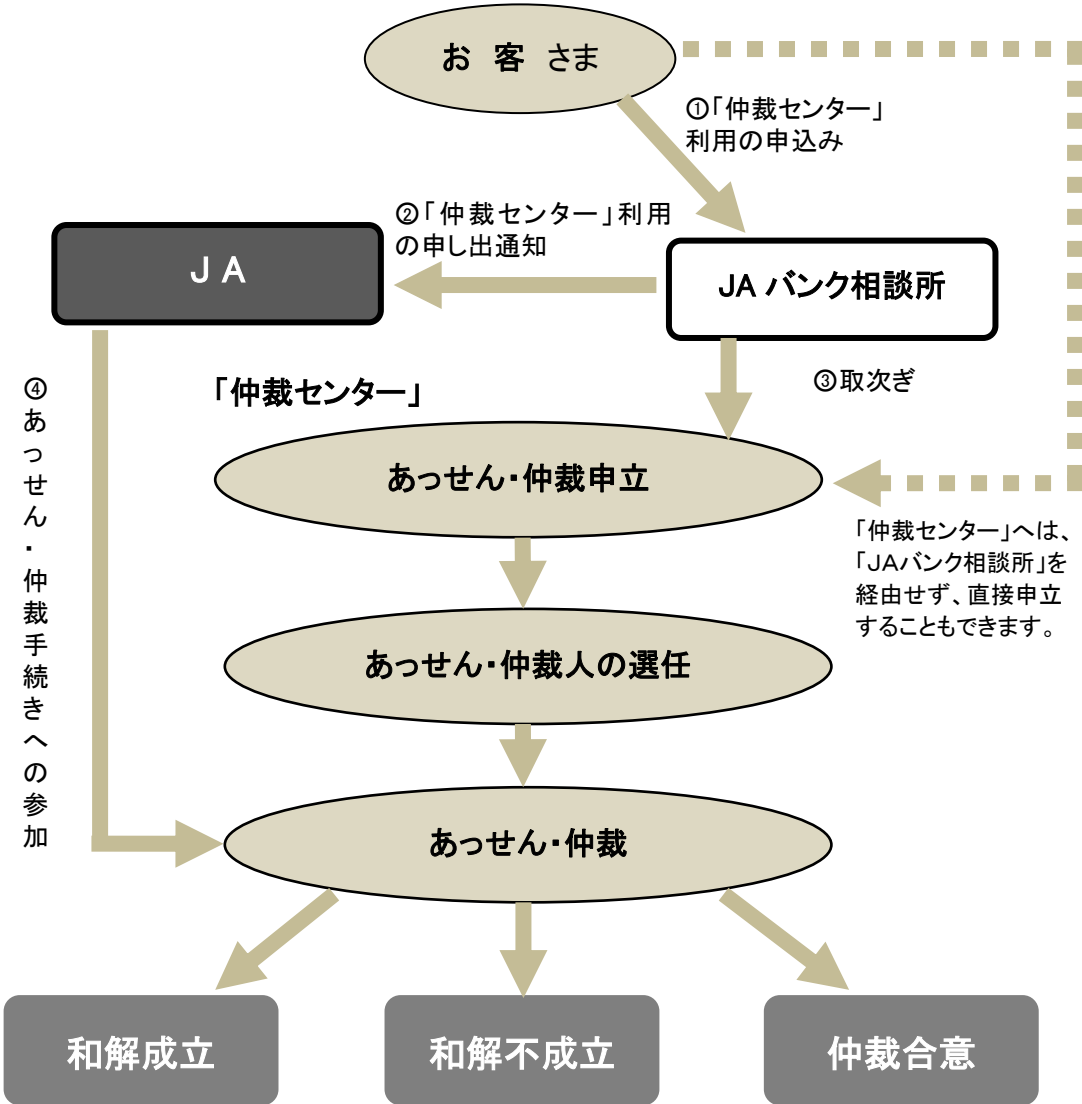 お 客 さま
①「仲裁センター」
利用の申込み
②「仲裁センター」利用
の申し出通知
ＪＡ
JA バンク相談所
③取次ぎ
④あっせん・仲裁手続きへの参加
「仲裁センター」
あっせん・仲裁申立
「仲裁センター」へは、
「ＪＡバンク相談所」を
経由せず、直接申立
することもできます。
あっせん・仲裁人の選任
あっせん・仲裁
和解成立
和解不成立
仲裁合意